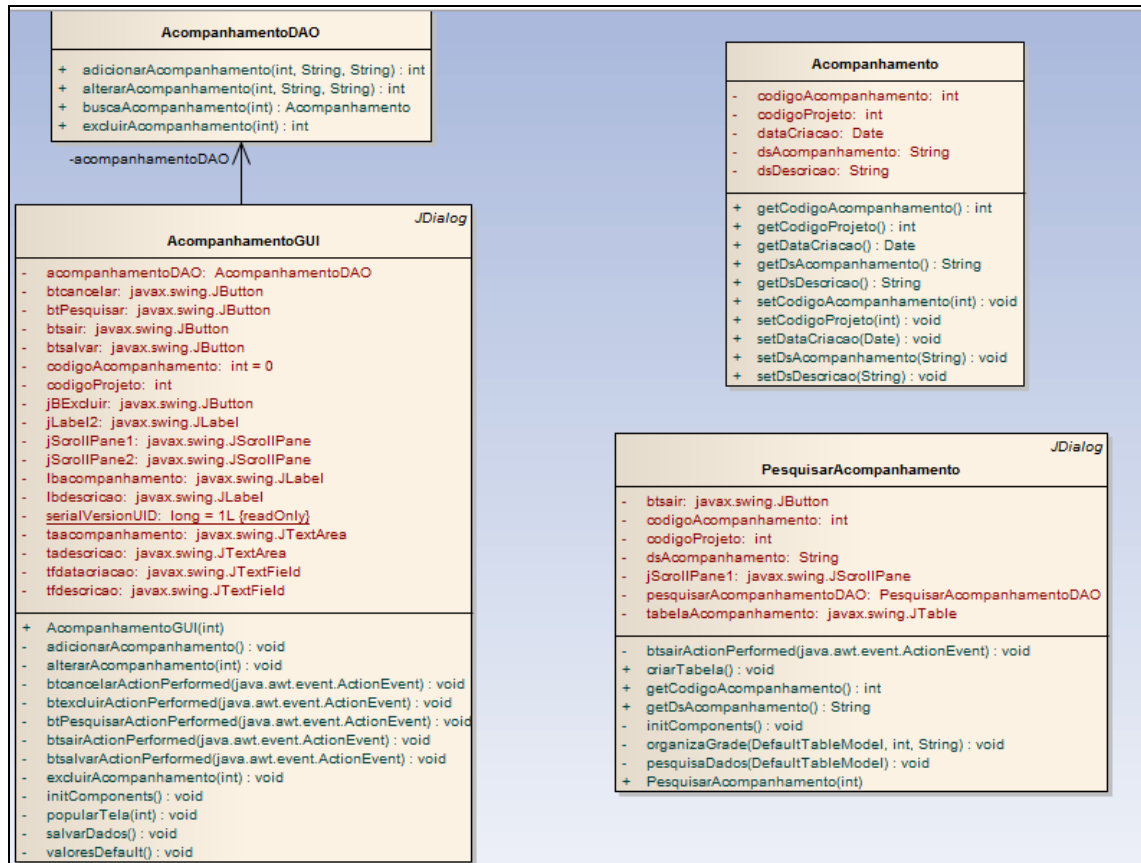 AcompanhamentoDAO
+ adicionarAcompanhamento(int, String, String) : int
+ alterarAcompanhamento(int, String, String) : int
+ buscaAcompanhamento(int) : Acompanhamento
+ excluirAcompanhamento(int) : int
-acompanhamentoDAO
JDialog
AcompanhamentoGUI
- acompanhamentoDAO: AcompanhamentoDAO
- btcancelar: javax.swing.JButton
- btPesquisar: javax.swing.JButton
- btsair: javax.swing.JButton
- btsalvar: javax.swing.JButton
- codigoAcompanhamento: int = 0
- codigoProjeto: int
- jBExcluir: javax.swing.JButton
- jLabel2: javax.swing.JLabel
- jScrollPane1: javax.swing.JScrollPane
- jScrollPane2: javax.swing.JScrollPane
- lbacompanhamento: javax.swing.JLabel
- lbdescricao: javax.swing.JLabel
- serialVersionUID: long = 1L {readOnly}
- taacompanhamento: javax.swing.JTextArea
- tadescricao: javax.swing.JTextArea
- tfdatacriacao: javax.swing.JTextField
- tfdescricao: javax.swing.JTextField
+ AcompanhamentoGUI(int)
- adicionarAcompanhamento() : void
- alterarAcompanhamento(int) : void
- btcancelarActionPerformed(java.awt.event.ActionEvent) : void
- btexcluirActionPerformed(java.awt.event.ActionEvent) : void
- btPesquisarActionPerformed(java.awt.event.ActionEvent) : void
- btsairActionPerformed(java.awt.event.ActionEvent) : void
- btsalvarActionPerformed(java.awt.event.ActionEvent) : void
- excluirAcompanhamento(int) : void
- initComponents() : void
- popularTela(int) : void
- salvarDados() : void
- valoresDefault() : void
Acompanhamento
- codigoAcompanhamento: int
- codigoProjeto: int
- dataCriacao: Date
- dsAcompanhamento: String
- dsDescricao: String
+ getCodigoAcompanhamento() : int
+ getCodigoProjeto() : int
+ getDataCriacao() : Date
+ getDsAcompanhamento() : String
+ getDsDescricao() : String
+ setCodigoAcompanhamento(int) : void
+ setCodigoProjeto(int) : void
+ setDataCriacao(Date) : void
+ setDsAcompanhamento(String) : void
+ setDsDescricao(String) : void
JDialog
PesquisarAcompanhamento
- btsair: javax.swing.JButton
- codigoAcompanhamento: int
- codigoProjeto: int
- dsAcompanhamento: String
- jScrollPane1: javax.swing.JScrollPane
- pesquisarAcompanhamentoDAO: PesquisarAcompanhamentoDAO
- tabelaAcompanhamento: javax.swing.JTable
- btsairActionPerformed(java.awt.event.ActionEvent) : void
+ criarTabela() : void
+ getCodigoAcompanhamento() : int
+ getDsAcompanhamento() : String
- initComponents() : void
- organizaGrade(DefaultTableModel, int, String) : void
- pesquisaDados(DefaultTableModel) : void
+ PesquisarAcompanhamento(int)